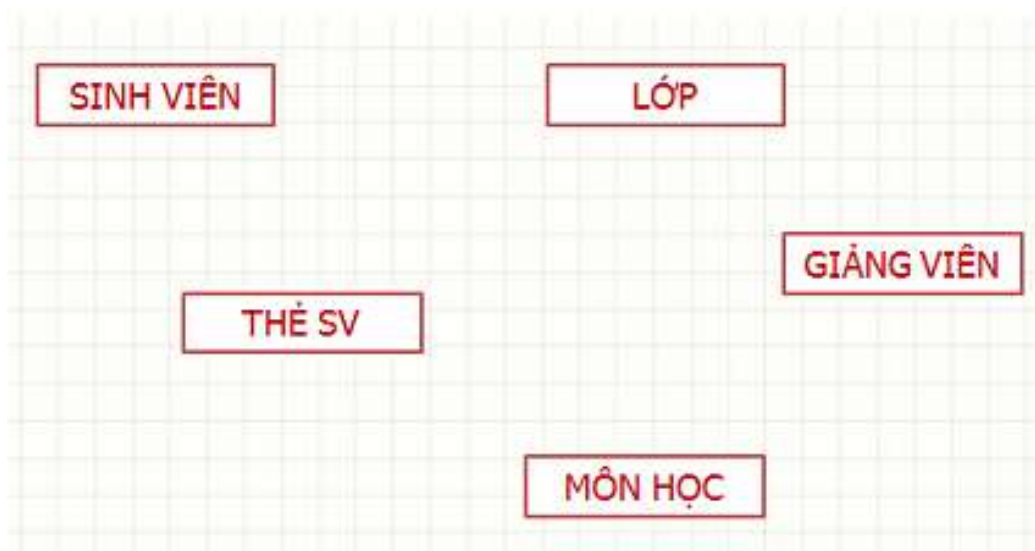 SINH VIÊN
LỚP
GIẢNG VIÊN
THẺ SV
MÔN HỌC